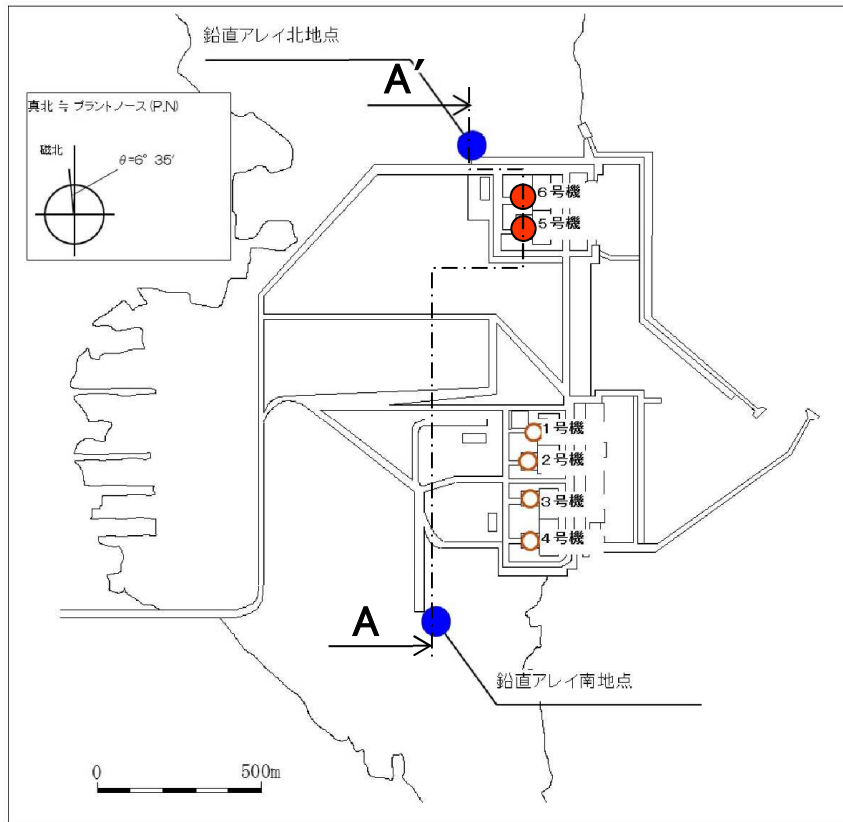 鉛直アレイ北地点
A′
真北 ≒ プラントノース (P.N)
磁北
θ=6° 35′
6号機
5号機
1号機
2号機
3号機
4号機
A
鉛直アレイ南地点
0 500m